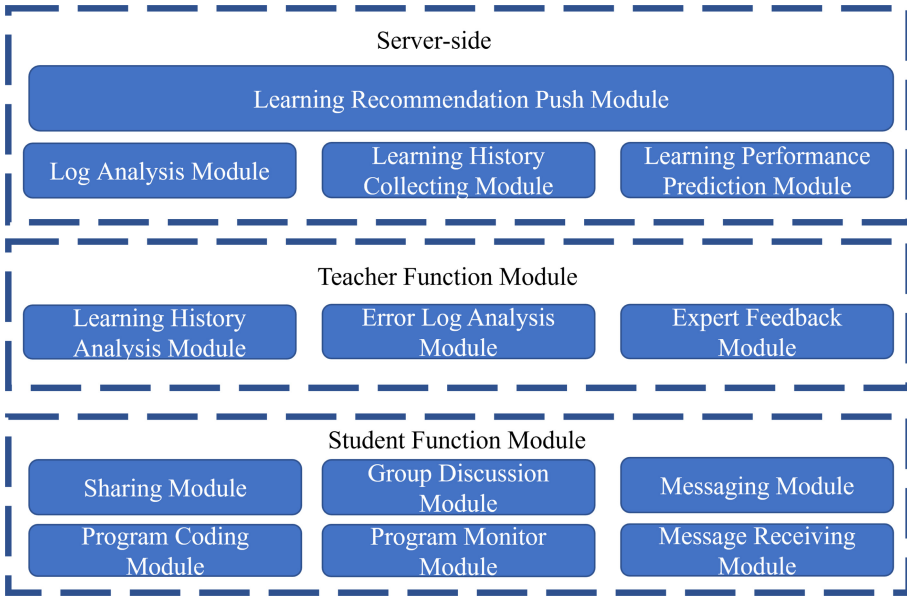 Server-side
Learning Recommendation Push Module
Log Analysis Module
Learning History
Collecting Module
Learning Performance
Prediction Module
Teacher Function Module
Learning History
Analysis Module
Error Log Analysis
Module
Expert Feedback
Module
Student Function Module
Sharing Module
Group Discussion
Module
Messaging Module
Program Coding
Module
Program Monitor
Module
Message Receiving
Module